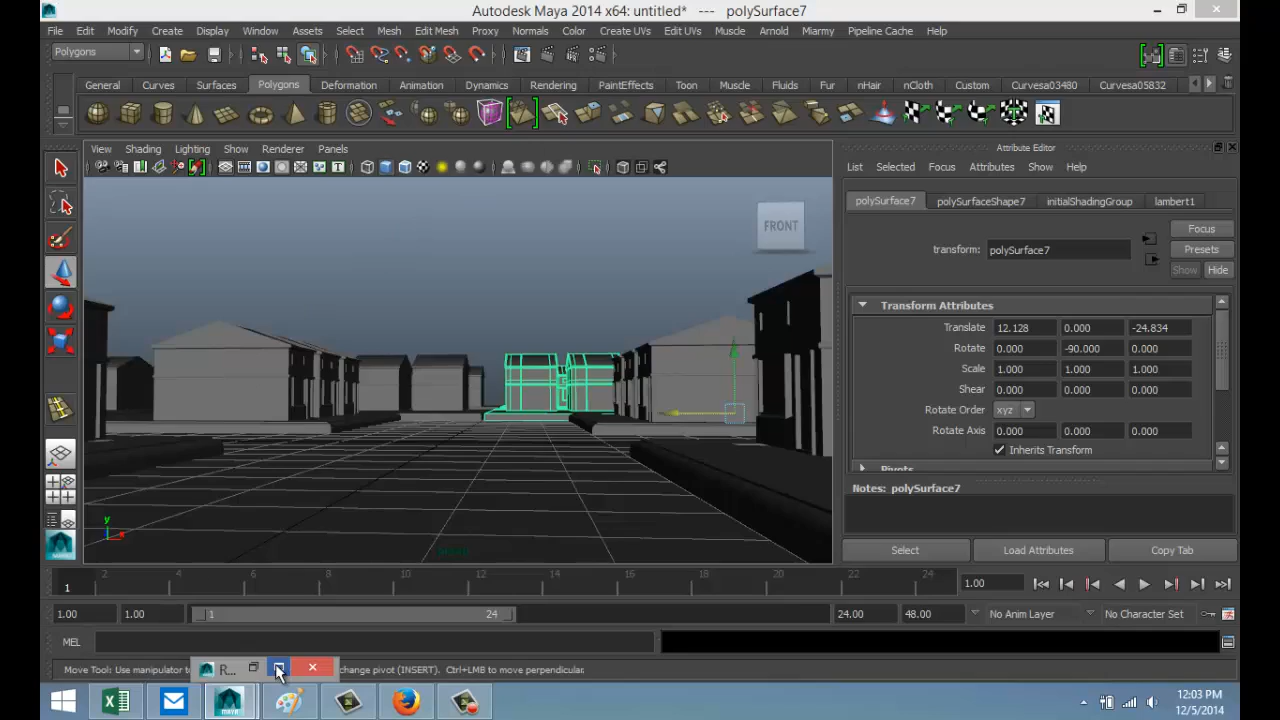 Autodesk Maya 2014 x64: untitled* --- polySurface7
File Edit Modify Create Display Window Assets Select Mesh Edit Mesh Proxy Normals Color Create UVs Edit UVs Muscle Arnold Miarmy Pipeline Cache Help
Polygons
General Curves Surfaces Polygons Deformation Animation Dynamics Rendering PaintEffects Toon Muscle Fluids Fur nHair nCloth Custom Curvesa03480 Curvesa05832
View Shading Lighting Show Renderer Panels
Attribute Editor
List Selected Focus Attributes Show Help
polySurface7 polySurfaceShape7 initialShadingGroup lambert1
FRONT
transform: polySurface7
Focus
Presets
Show Hide
Transform Attributes
Translate 12.128 0.000 -24.834
Rotate 0.000 -90.000 0.000
Scale 1.000 1.000 1.000
Shear 0.000 0.000 0.000
Rotate Order xyz
Rotate Axis 0.000 0.000 0.000
Inherits Transform
Pivots
Notes: polySurface7
y
Select Load Attributes Copy Tab
1 2 4 6 8 10 12 14 16 18 20 22 24 1.00
1.00 1.00 1 24 24.00 48.00 No Anim Layer No Character Set
MEL
Move Tool: Use manipulator to
R...
change pivot (INSERT). Ctrl+LMB to move perpendicular.
12:03 PM
12/5/2014